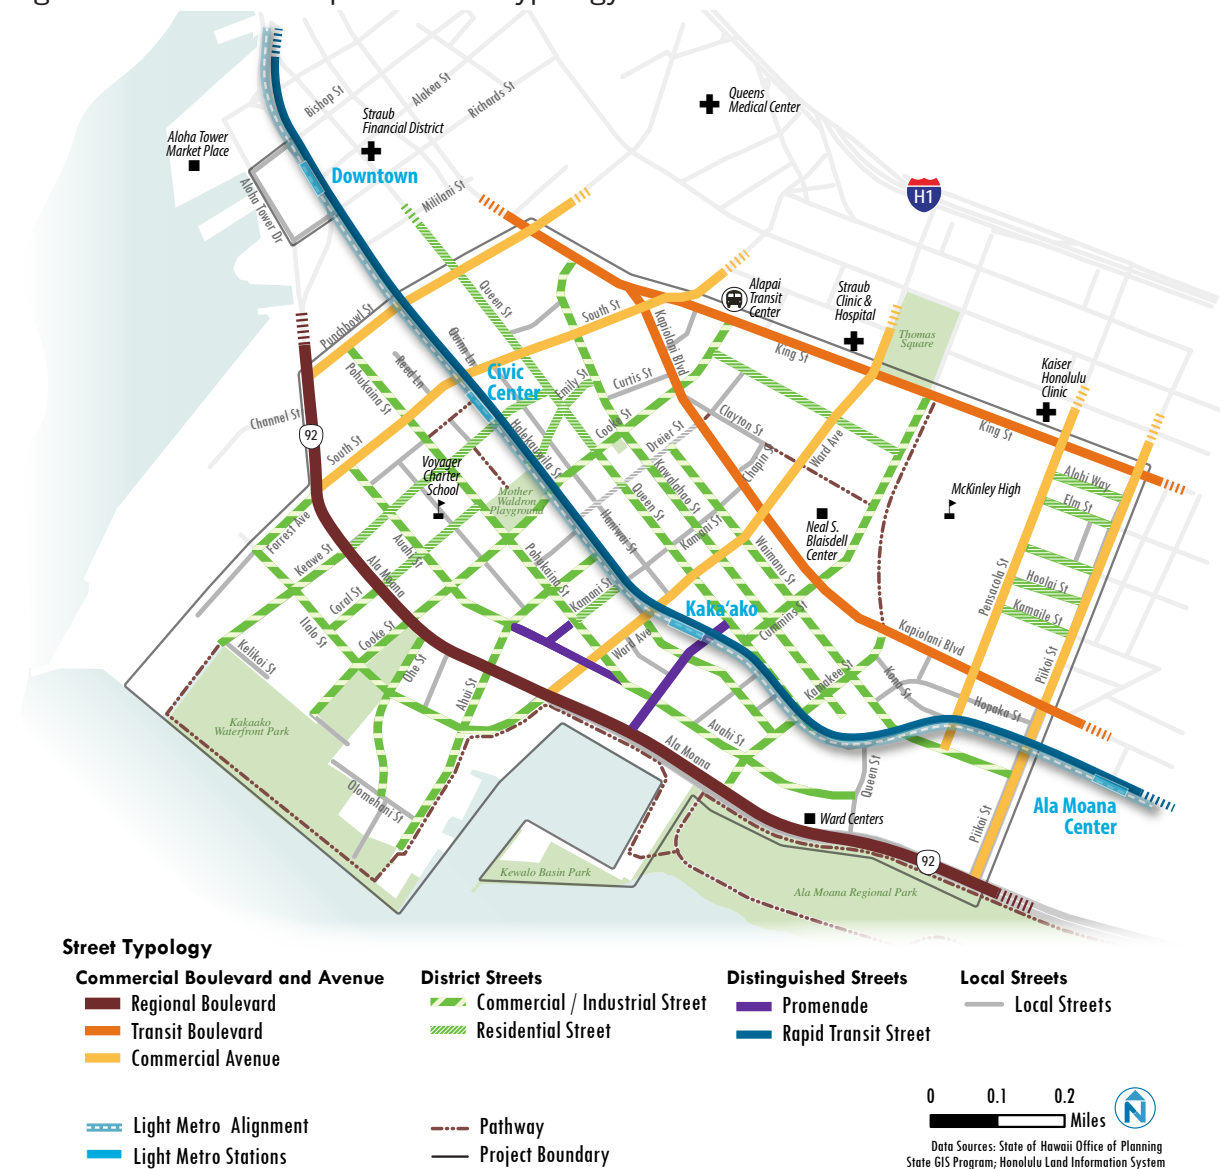 Bishop St
Alakea St
Richards St
Queens
Medical Center
Straub
Financial District
Aloha Tower
Market Place
Downtown
Aloha Tower Dr
Mililani St
H1
Punchbowl St
Queen St
South St
Quinn Ln
Kapiolani Blvd
Alapai
Transit
Center
Straub
Clinic &
Hospital
Thomas
Square
King St
Kaiser
Honolulu
Clinic
Reed Ln
Pohukaina St
Civic
Center
Emily St
Curtis St
Channel St
92
South St
Halekauwila St
Cooke St
Dreier St
Clayton St
Chapin St
Ward Ave
King St
Voyager
Charter
School
Mother
Waldron
Playground
Kawaiahao St
Queen St
McKinley High
Alohi Way
Elm St
Forrest Ave
Keawe St
Auahi St
Ala Moana
Pohukaina St
Kamani St
Kamani St
Waimanu St
Neal S.
Blaisdell
Center
Pensacola St
Hoolai St
Kamaile St
Coral St
Ilalo St
Cooke St
Ward Ave
Kaka'ako
Cummins St
Kapiolani Blvd
Piikoi St
Kelikoi St
Ohe St
Ahui St
Kamakee St
Kona St
Hopaka St
Kakaako
Waterfront Park
Auahi St
Ala Moana
Queen St
Olomehani St
Ward Centers
Piikoi St
Ala Moana
Center
92
Kewalo Basin Park
Ala Moana Regional Park
Street Typology
Commercial Boulevard and Avenue
Regional Boulevard
Transit Boulevard
Commercial Avenue
District Streets
Commercial / Industrial Street
Residential Street
Distinguished Streets
Promenade
Rapid Transit Street
Local Streets
Local Streets
Light Metro Alignment
Light Metro Stations
Pathway
Project Boundary
0 0.1 0.2
Miles
N
Data Sources: State of Hawaii Office of Planning
State GIS Program; Honolulu Land Information System